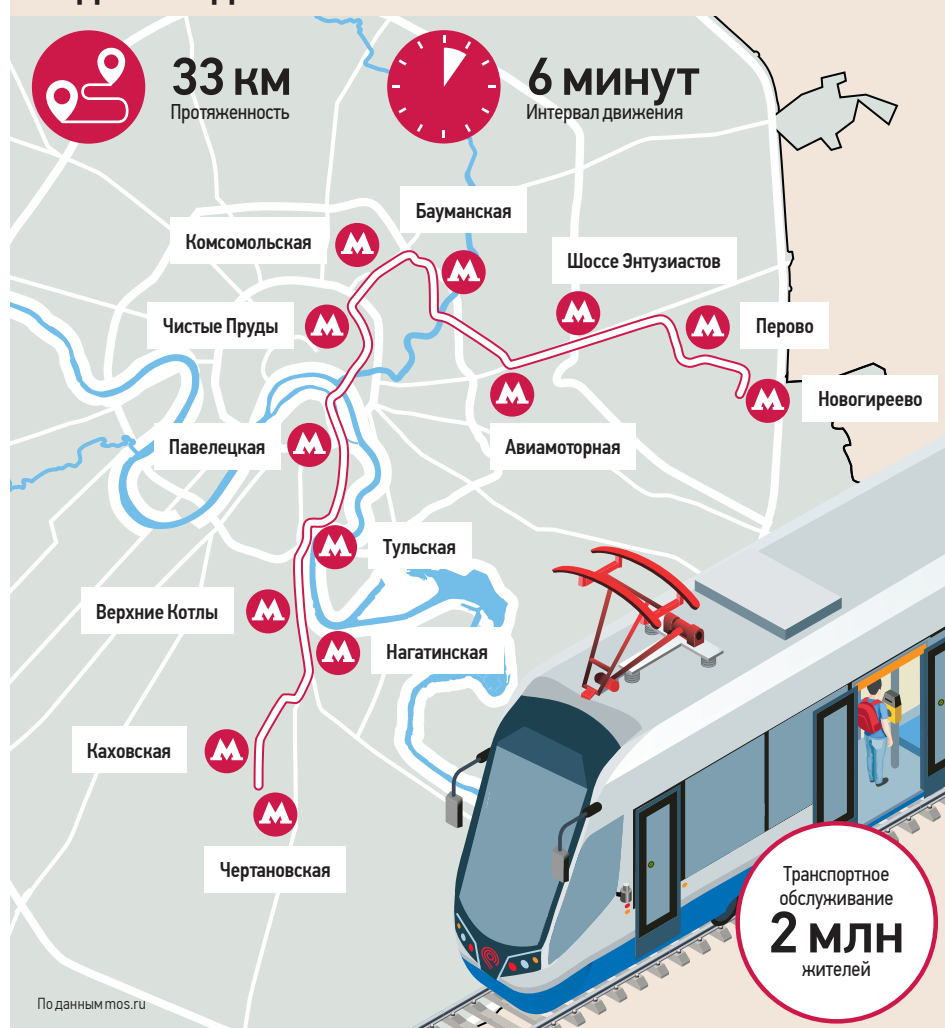 33 км
Протяженность
6 минут
Интервал движения
Бауманская
Комсомольская
Шоссе Энтузиастов
Чистые Пруды
Перово
Новогиреево
Павелецкая
Авиамоторная
Тульская
Верхние Котлы
Нагатинская
Каховская
Чертановская
Транспортное
обслуживание
2 млн
жителей
По данным mos.ru